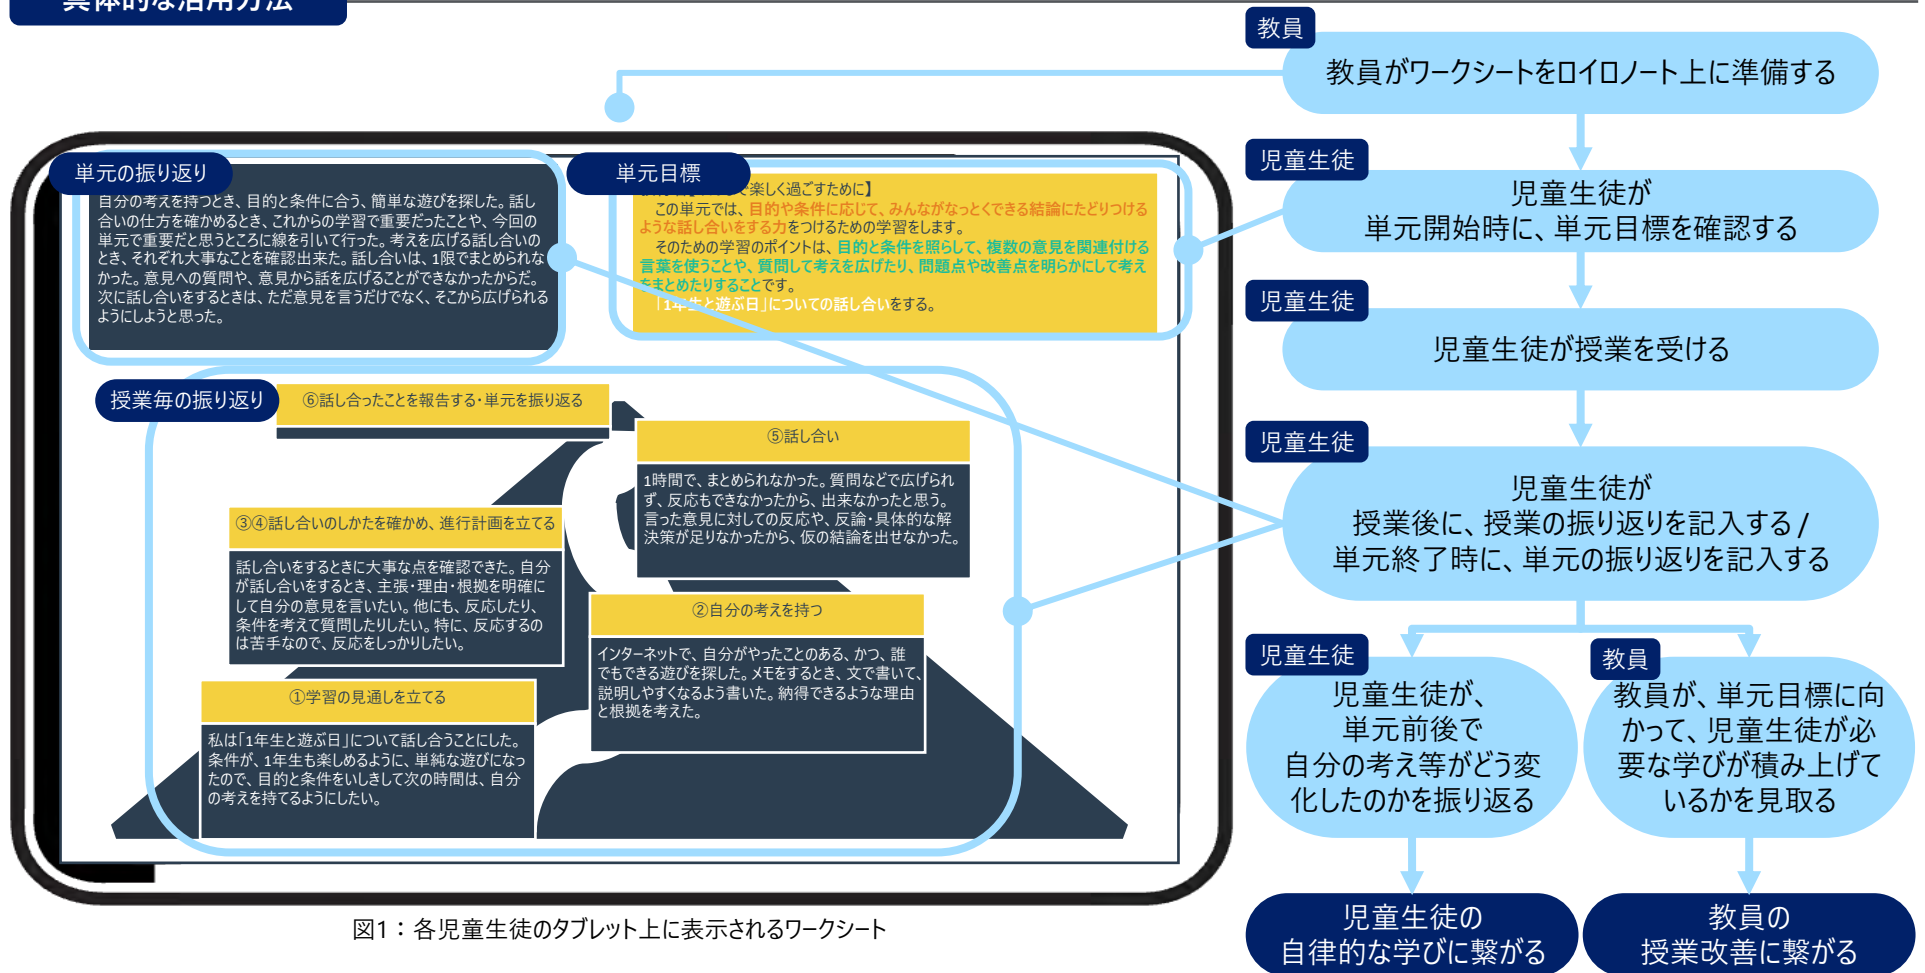 具体的な活用方法
単元の振り返り
自分の考えを持つとき、目的と条件に合う、簡単な遊びを探した。話し
合いの仕方を確かめるとき、これからの学習で重要だったことや、今回の
単元で重要だと思うところに線を引いて行った。考えを広げる話し合いの
とき、それぞれ大事なことを確認出来た。話し合いは、1限でまとめられな
かった。意見への質問や、意見から話を広げることができなかったからだ。
次に話し合いをするときは、ただ意見を言うだけでなく、そこから広げられる
ようにしようと思った。
単元目標
で楽しく過ごすために】
この単元では、目的や条件に応じて、みんながなっとくできる結論にたどりつける
ような話し合いをする力をつけるための学習をします。
そのための学習のポイントは、目的と条件を照らして、複数の意見を関連付ける
言葉を使うことや、質問して考えを広げたり、問題点や改善点を明らかにして考え
をまとめたりすることです。
「1年生と遊ぶ日」についての話し合いをする。
授業毎の振り返り
⑥話し合ったことを報告する・単元を振り返る
⑤話し合い
1時間で、まとめられなかった。質問などで広げられ
ず、反応もできなかったから、出来なかったと思う。
言った意見に対しての反応や、反論・具体的な解
決策が足りなかったから、仮の結論を出せなかった。
③④話し合いのしかたを確かめ、進行計画を立てる
話し合いをするときに大事な点を確認できた。自分
が話し合いをするとき、主張・理由・根拠を明確に
して自分の意見を言いたい。他にも、反応したり、
条件を考えて質問したりしたい。特に、反応するの
は苦手なので、反応をしっかりしたい。
②自分の考えを持つ
インターネットで、自分がやったことのある、かつ、誰
でもできる遊びを探した。メモをするとき、文で書いて、
説明しやすくなるよう書いた。納得できるような理由
と根拠を考えた。
①学習の見通しを立てる
私は「1年生と遊ぶ日」について話し合うことにした。
条件が、1年生も楽しめるように、単純な遊びになっ
たので、目的と条件をいしきして次の時間は、自分
の考えを持てるようにしたい。
図1：各児童生徒のタブレット上に表示されるワークシート
教員
教員がワークシートをロイロノート上に準備する
児童生徒
児童生徒が
単元開始時に、単元目標を確認する
児童生徒
児童生徒が授業を受ける
児童生徒
児童生徒が
授業後に、授業の振り返りを記入する /
単元終了時に、単元の振り返りを記入する
児童生徒
児童生徒が、
単元前後で
自分の考え等がどう変
化したのかを振り返る
教員
教員が、単元目標に向
かって、児童生徒が必
要な学びが積み上げて
いるかを見取る
児童生徒の
自律的な学びに繋がる
教員の
授業改善に繋がる